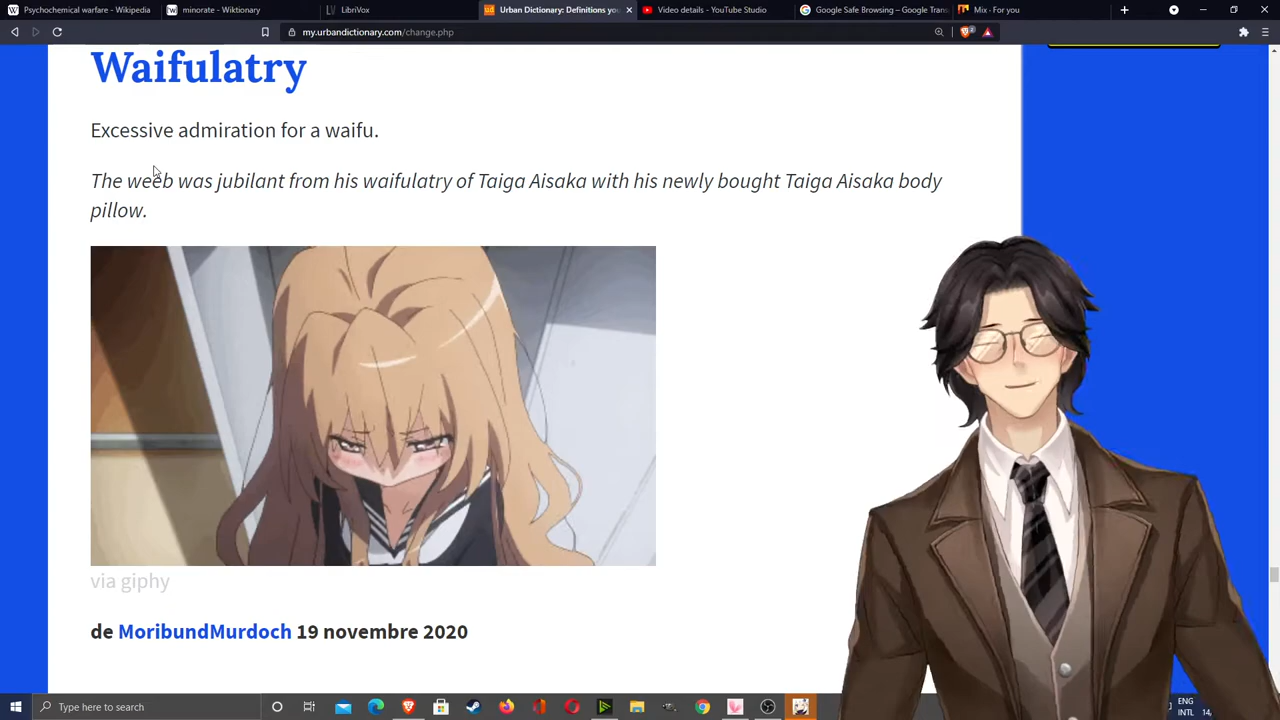 Psychochemical warfare - Wikipedia
minorate - Wiktionary
LibriVox
Urban Dictionary: Definitions you
Video details - YouTube Studio
Google Safe Browsing – Google Tran
Mix · For you
my.urbandictionary.com/change.php
Waifulatry
Excessive admiration for a waifu.
The weeb was jubilant from his waifulatry of Taiga Aisaka with his newly bought Taiga Aisaka body
pillow.
via giphy
de MoribundMurdoch 19 novembre 2020
Type here to search
ENG
INTL
14,